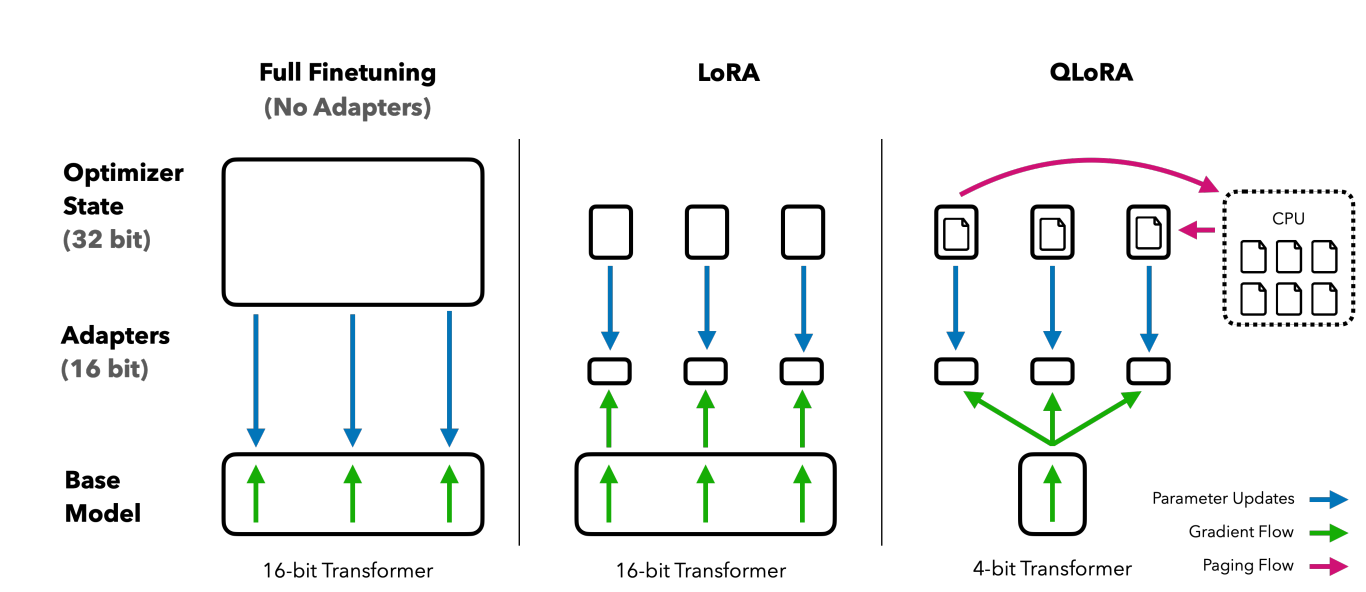 Full Finetuning
(No Adapters)
LoRA
QLoRA
Optimizer
State
(32 bit)
CPU
Adapters
(16 bit)
Base
Model
Parameter Updates
Gradient Flow
Paging Flow
16-bit Transformer
16-bit Transformer
4-bit Transformer